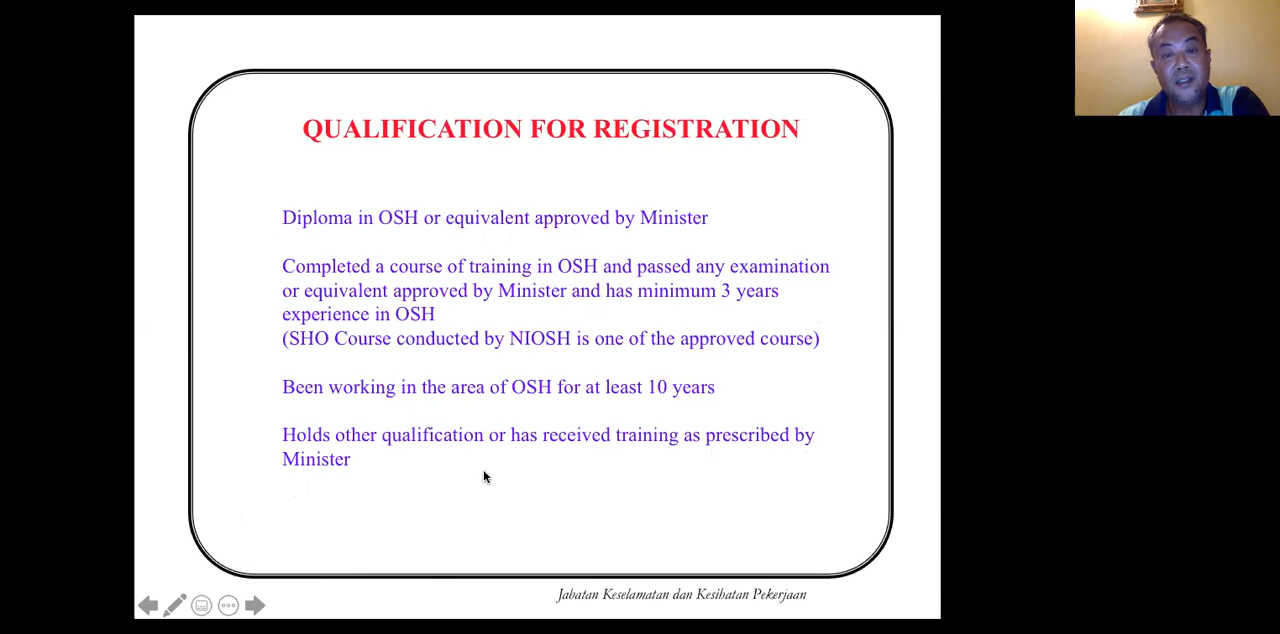 QUALIFICATION FOR REGISTRATION
Diploma in OSH or equivalent approved by Minister
Completed a course of training in OSH and passed any examination
or equivalent approved by Minister and has minimum 3 years
experience in OSH
(SHO Course conducted by NIOSH is one of the approved course)
Been working in the area of OSH for at least 10 years
Holds other qualification or has received training as prescribed by
Minister
Jabatan Keselamatan dan Kesihatan Pekerjaan